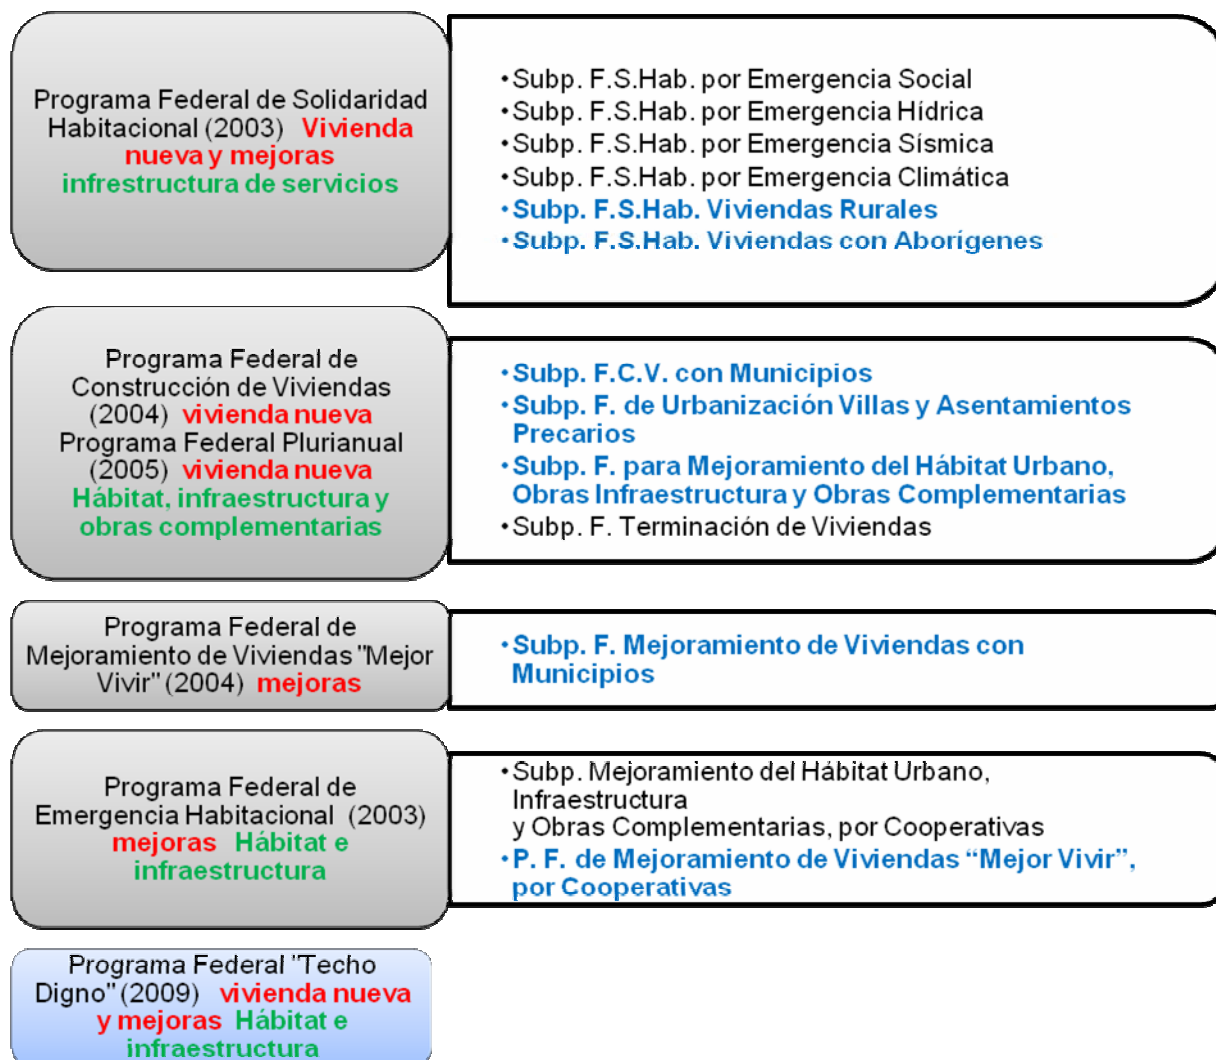 Programa Federal de Solidaridad
Habitacional (2003) Vivienda
nueva y mejoras
infrestructura de servicios
•Subp. F.S.Hab. por Emergencia Social
•Subp. F.S.Hab. por Emergencia Hídrica
•Subp. F.S.Hab. por Emergencia Sísmica
•Subp. F.S.Hab. por Emergencia Climática
•Subp. F.S.Hab. Viviendas Rurales
•Subp. F.S.Hab. Viviendas con Aborígenes
Programa Federal de
Construcción de Viviendas
(2004) vivienda nueva
Programa Federal Plurianual
(2005) vivienda nueva
Hábitat, infraestructura y
obras complementarias
•Subp. F.C.V. con Municipios
•Subp. F. de Urbanización Villas y Asentamientos
Precarios
•Subp. F. para Mejoramiento del Hábitat Urbano,
Obras Infraestructura y Obras Complementarias
•Subp. F. Terminación de Viviendas
Programa Federal de
Mejoramiento de Viviendas "Mejor
Vivir" (2004) mejoras
•Subp. F. Mejoramiento de Viviendas con
Municipios
Programa Federal de
Emergencia Habitacional (2003)
mejoras Hábitat e
infraestructura
•Subp. Mejoramiento del Hábitat Urbano,
Infraestructura
y Obras Complementarias, por Cooperativas
•P. F. de Mejoramiento de Viviendas “Mejor Vivir”,
por Cooperativas
Programa Federal "Techo
Digno" (2009) vivienda nueva
y mejoras Hábitat e
infraestructura